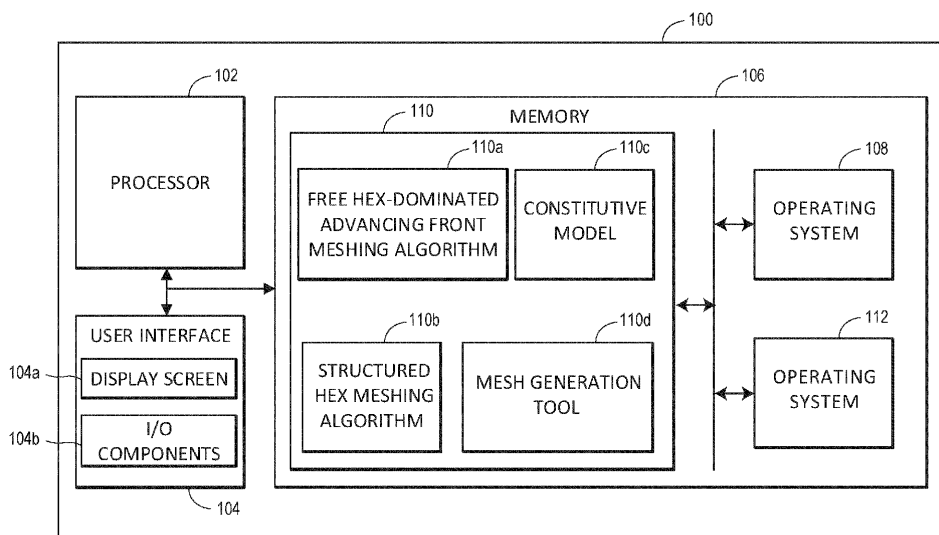 100
102
106
PROCESSOR
MEMORY
110
110a
110c
108
FREE HEX-DOMINATED
ADVANCING FRONT
MESHING ALGORITHM
CONSTITUTIVE
MODEL
OPERATING
SYSTEM
USER INTERFACE
104a
DISPLAY SCREEN
104b
I/O
COMPONENTS
104
110b
110d
112
STRUCTURED
HEX MESHING
ALGORITHM
MESH GENERATION
TOOL
OPERATING
SYSTEM